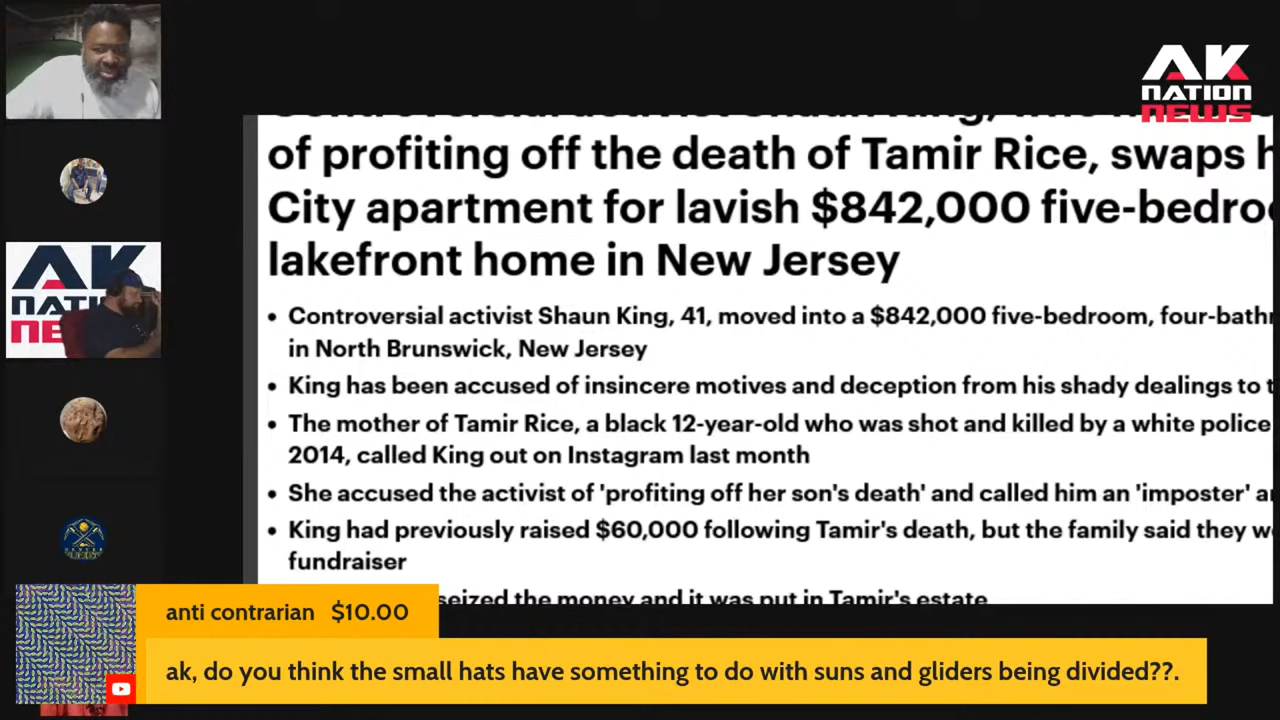 AK
NATION
NEWS
of profiting off the death of Tamir Rice, swaps
City apartment for lavish $842,000
lakefront home in New Jersey
• Controversial activist Shaun King, 41, moved into a $842,000 five-bedroom,
in North Brunswick, New Jersey
• King has been accused of insincere motives and deception from his shady dealings to
• The mother of Tamir Rice, a black 12-year-old who was shot and killed by a white police
2014, called King out on Instagram last month
• She accused the activist of 'profiting off her son's death' and called him an 'imposter'
• King had previously raised $60,000 following Tamir's death, but the family said they
fundraiser
seized the money and it was put in Tamir's estate
AK
anti contrarian $10.00
ak, do you think the small hats have something to do with suns and gliders being divided??.